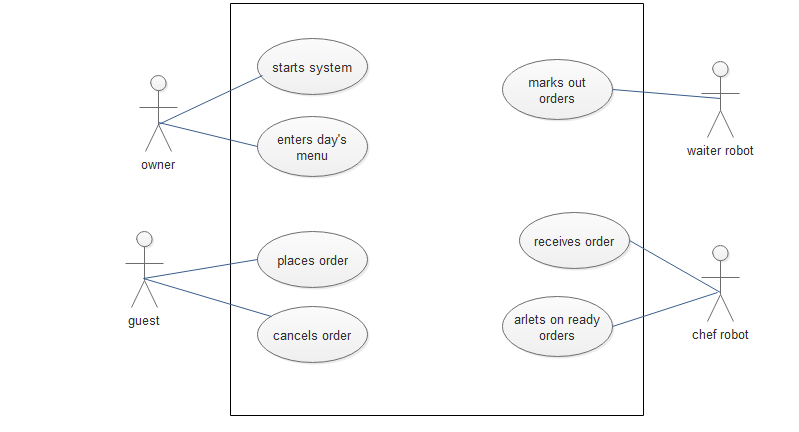 starts system
marks out
orders
enters day's
menu
owner
waiter robot
places order
receives order
guest
cancels order
arlets on ready
orders
chef robot